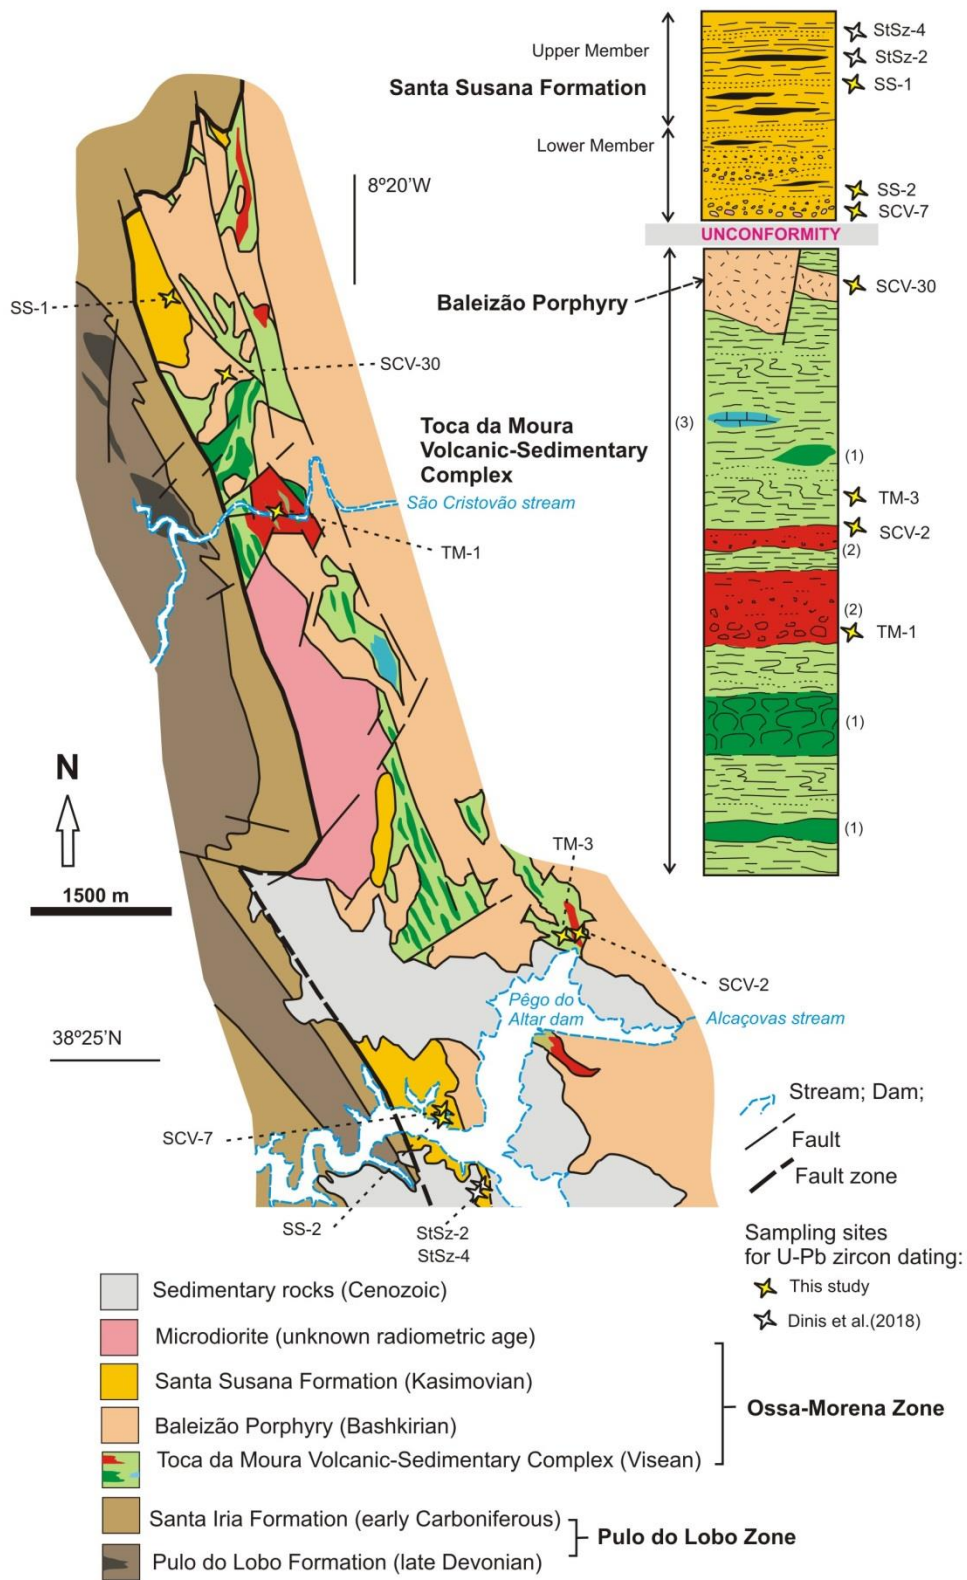 Upper Member
Santa Susana Formation
Lower Member
StSz-4
StSz-2
SS-1
SS-2
SCV-7
UNCONFORMITY
Baleizão Porphyry
SCV-30
(3)
(1)
TM-3
SCV-2
(2)
(2)
TM-1
(1)
(1)
8º20'W
SS-1
SCV-30
Toca da Moura
Volcanic-Sedimentary
Complex
São Cristovão stream
TM-1
N
1500 m
TM-3
SCV-2
Pêgo do
Altar dam
Alcaçovas stream
38º25'N
SCV-7
SS-2
StSz-2
StSz-4
Stream; Dam;
Fault
Fault zone
Sampling sites
for U-Pb zircon dating:
This study
Dinis et al.(2018)
Sedimentary rocks (Cenozoic)
Microdiorite (unknown radiometric age)
Santa Susana Formation (Kasimovian)
Baleizão Porphyry (Bashkirian)
Toca da Moura Volcanic-Sedimentary Complex (Visean)
Ossa-Morena Zone
Santa Iria Formation (early Carboniferous)
Pulo do Lobo Formation (late Devonian)
Pulo do Lobo Zone